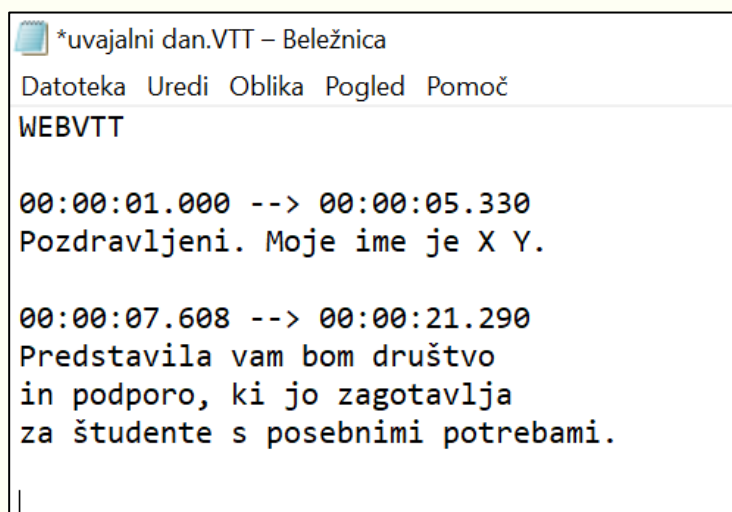 *uvajalni dan.VTT – Beležnica
Datoteka Uredi Oblika Pogled Pomoč
WEBVTT
00:00:01.000 --> 00:00:05.330
Pozdravljeni. Moje ime je X Y.
00:00:07.608 --> 00:00:21.290
Predstavila vam bom društvo
in podporo, ki jo zagotavlja
za študente s posebnimi potrebami.